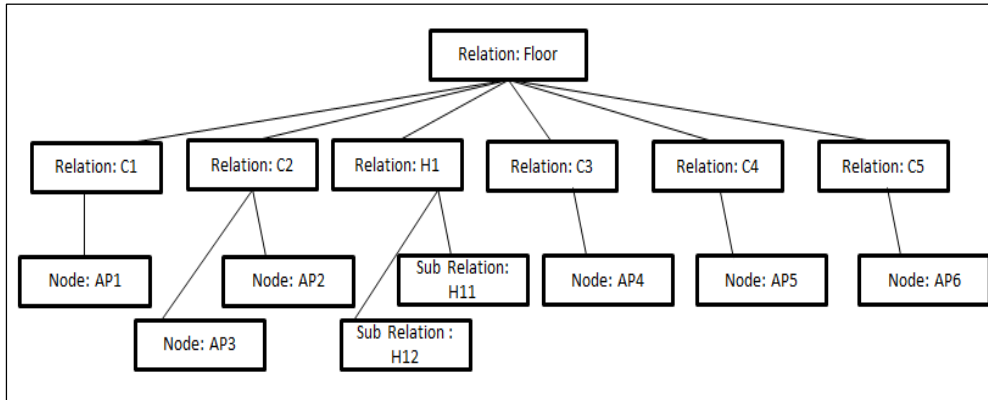 Relation: Floor
Relation: C1
Relation: C2
Relation: H1
Relation: C3
Relation: C4
Relation: C5
Node: AP1
Node: AP2
Sub Relation:
H11
Node: AP4
Node: AP5
Node: AP6
Node: AP3
Sub Relation :
H12